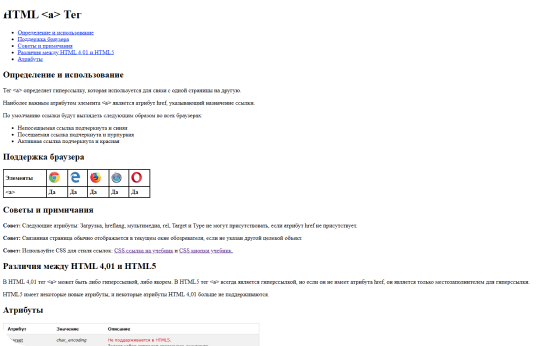 HTML <a> Тег
Определение и использование
Поддержка браузера
Советы и примичания
Различия между HTML 4,01 и HTML5
Атрибуты
Определение и использование
Тег <a> определяет гиперссылку, которая используется для связи с одной страницы на другую.
Наиболее важным атрибутом элемента <a> является атрибут href, указывающий назначение ссылки.
По умолчанию ссылки будут выглядеть следующим образом во всех браузерах:
Непосещенная ссылка подчеркнута и синяя
Посещенная ссылка подчеркнута и пурпурная
Активная ссылка подчеркнута и красная
Поддержка браузера
Элементы
<a> Да Да Да Да Да
Советы и примичания
Совет: Следующие атрибуты: Загрузка, hreflang, мультимедиа, rel, Target и Type не могут присутствовать, если атрибут href не присутствует.
Совет: Связанная страница обычно отображается в текущем окне обозревателя, если не указан другой целевой объект.
Совет: Используйте CSS для стиля ссылок: CSS ссылка на учебник и CSS кнопки учебник.
Различия между HTML 4,01 и HTML5
В HTML 4,01 тег <a> может быть либо гиперссылкой, либо якорем. В HTML5 тег <a> всегда является гиперссылкой, но если он не имеет атрибута href, он является только местозаполнителем для гиперссылки.
HTML5 имеет некоторые новые атрибуты, и некоторые атрибуты HTML 4,01 больше не поддерживаются.
Атрибуты
Атрибут Значение Описание
char_encoding Не поддерживается в HTML5.